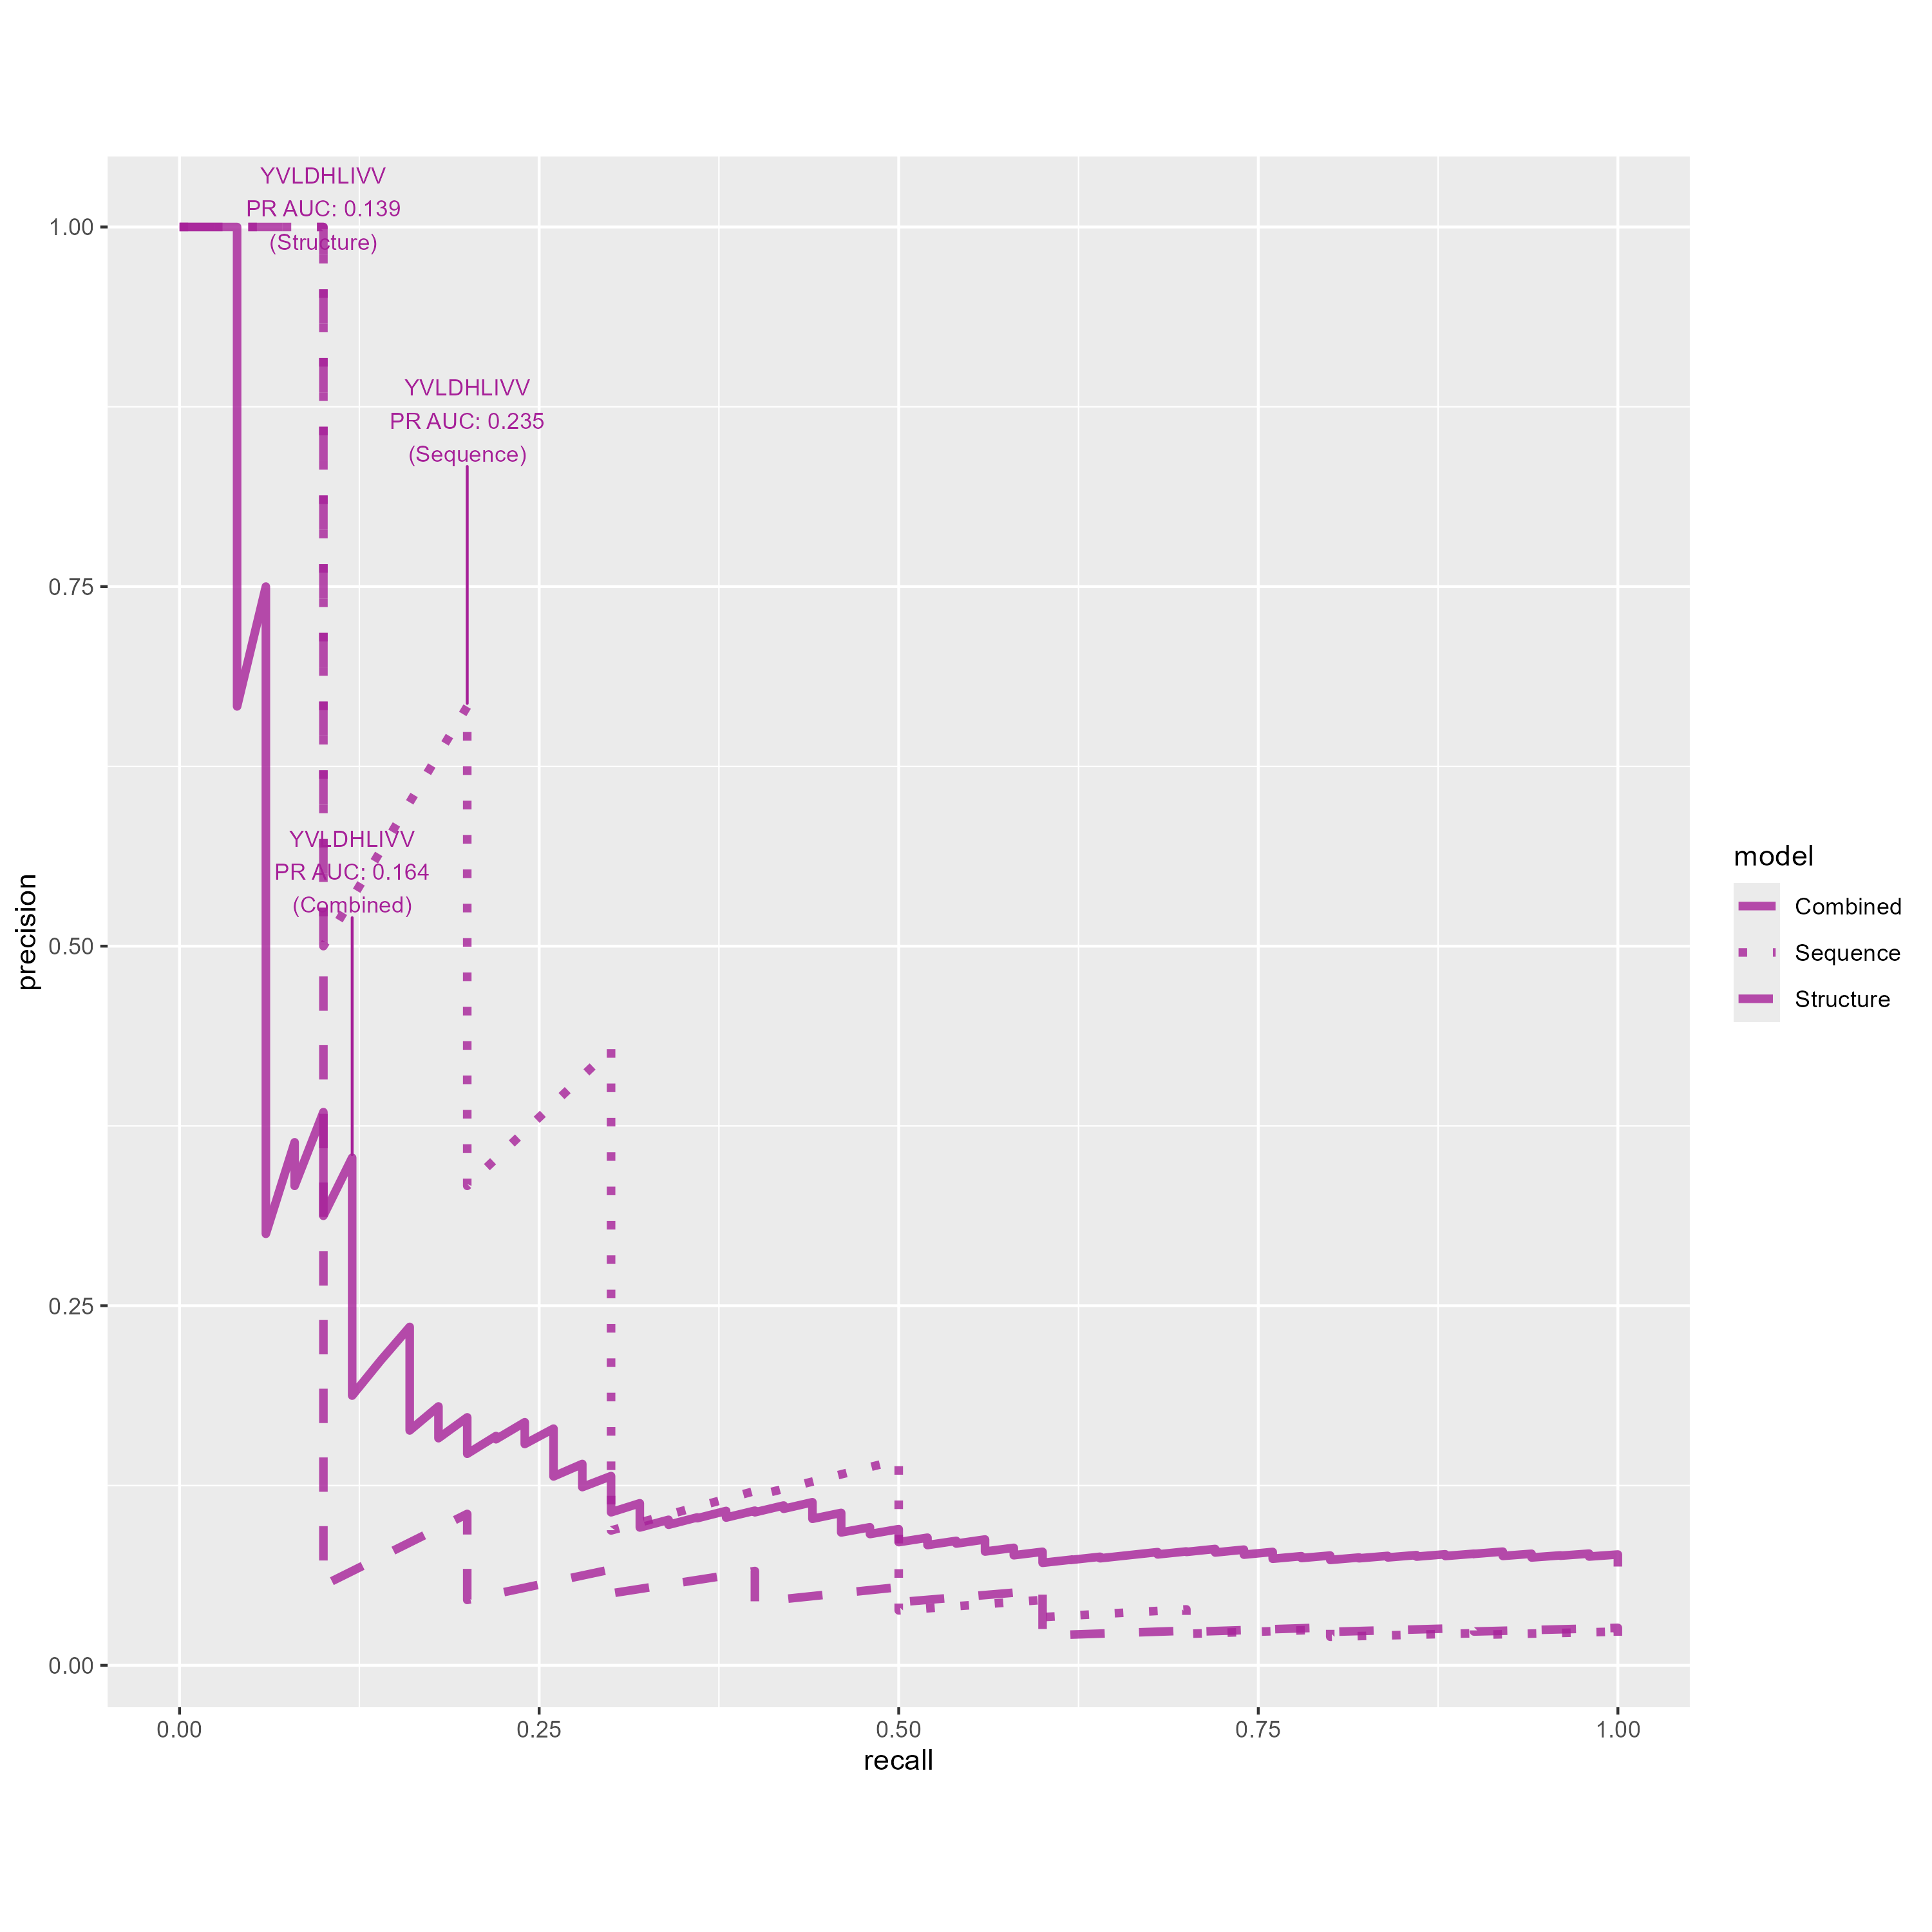 YVLDHLIVV
PR AUC: 0.139
(Structure)
YVLDHLIVV
PR AUC: 0.235
(Sequence)
YVLDHLIVV
PR AUC: 0.164
(Combined)
1.00
0.75
0.50
0.25
0.00
precision
0.00
0.25
0.50
0.75
1.00
recall
model
Combined
Sequence
Structure